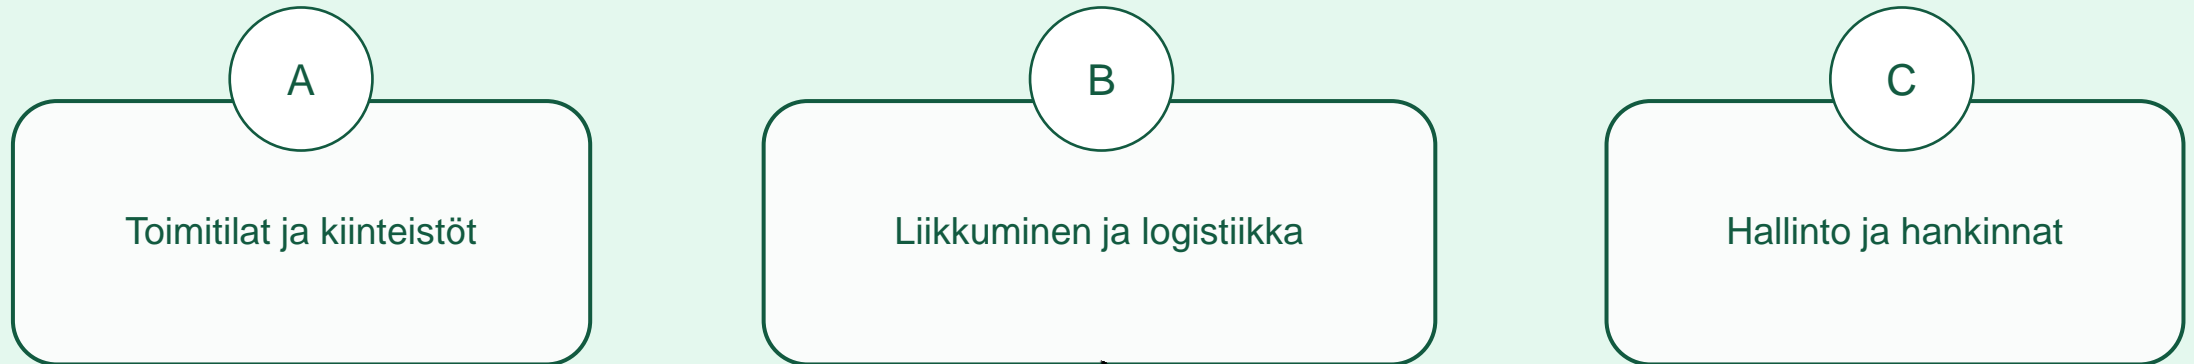 A
Toimitilat ja kiinteistöt
B
Liikkuminen ja logistiikka
C
Hallinto ja hankinnat